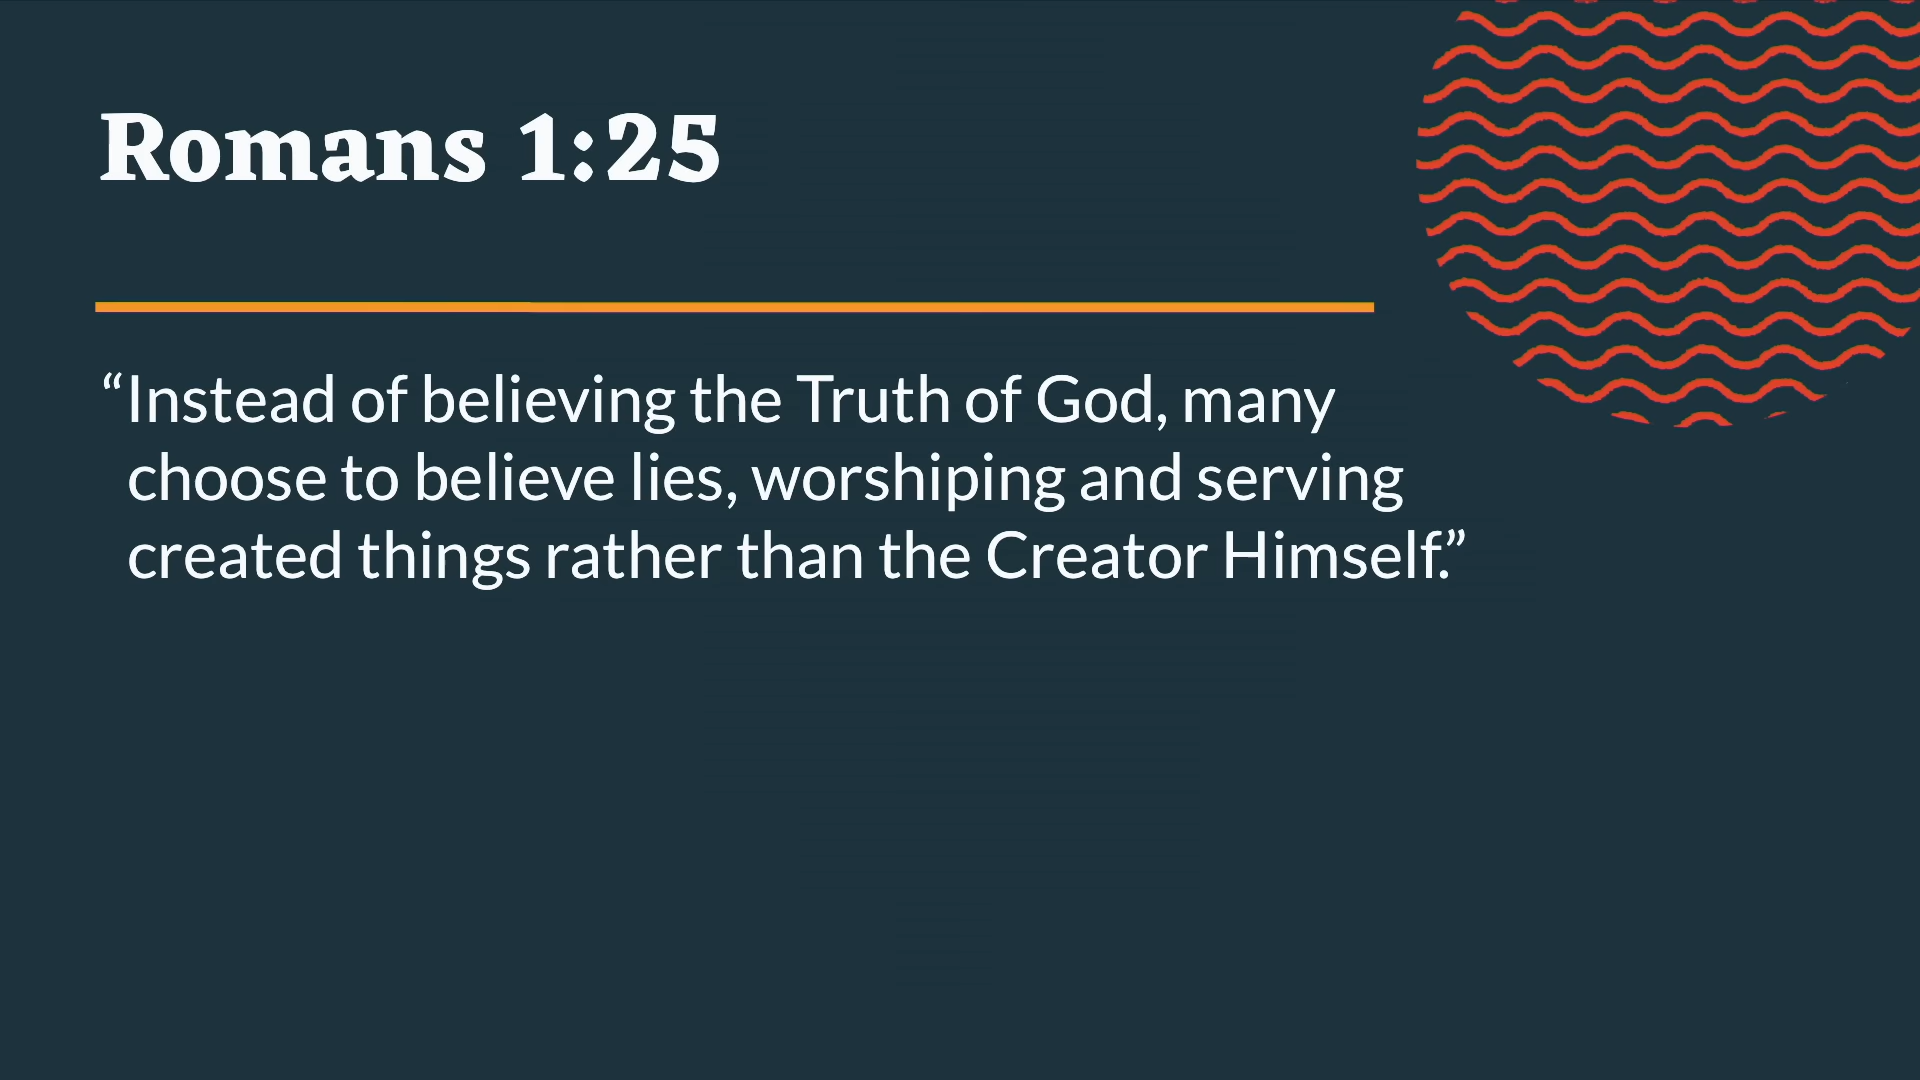 Romans 1:25
“Instead of believing the Truth of God, many
choose to believe lies, worshiping and serving
created things rather than the Creator Himself.”